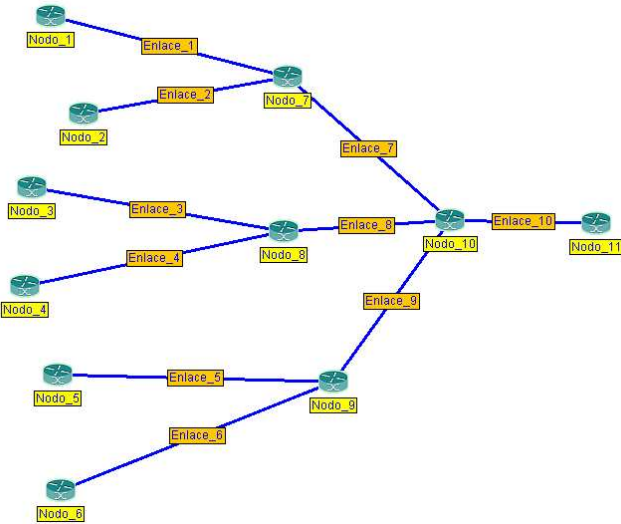 Nodo_1
Enlace_1
Enlace_2
Nodo_7
Nodo_2
Enlace_7
Nodo_3
Enlace_3
Enlace_8
Enlace_10
Nodo_10
Nodo_11
Nodo_8
Enlace_4
Nodo_4
Enlace_9
Enlace_5
Nodo_5
Nodo_9
Enlace_6
Nodo_6